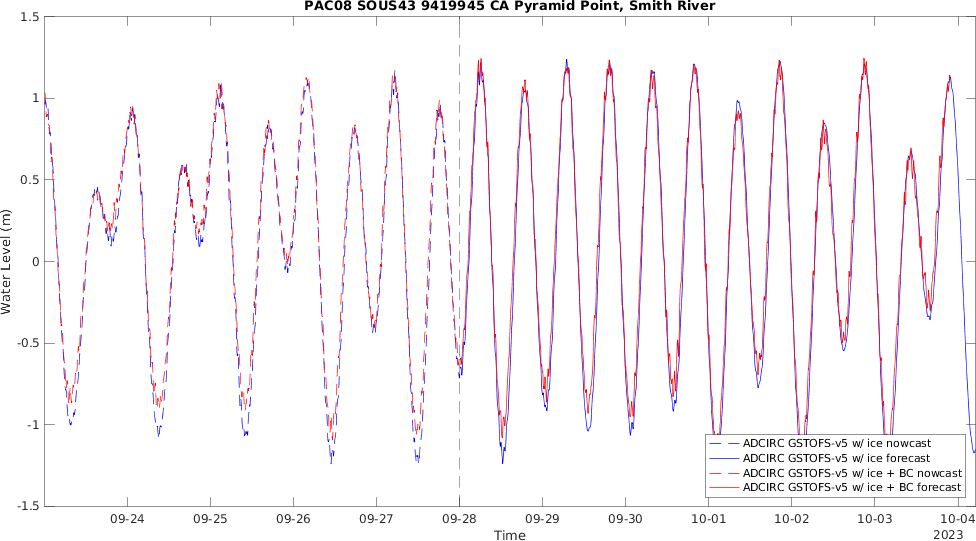 PAC08 SOUS43 9419945 CA Pyramid Point, Smith River
1.5
1
0.5
0
-0.5
-1
-1.5
Water Level (m)
ADCIRC GSTOFS-v5 w/ ice nowcast
ADCIRC GSTOFS-v5 w/ ice forecast
ADCIRC GSTOFS-v5 w/ ice + BC nowcast
ADCIRC GSTOFS-v5 w/ ice + BC forecast
09-24 09-25 09-26 09-27 09-28 09-29 09-30 10-01 10-02 10-03 10-04
Time
2023